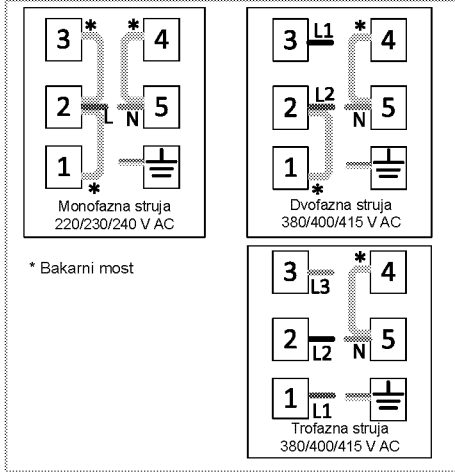 3 * * 4
2 L N 5
1
*
Monofazna struja
220/230/240 V AC
3 L1 * 4
2 L2 N 5
1
*
Dvofazna struja
380/400/415 V AC
* Bakarni most
3 L3 * 4
2 L2 N 5
1 L1
Trofazna struja
380/400/415 V AC